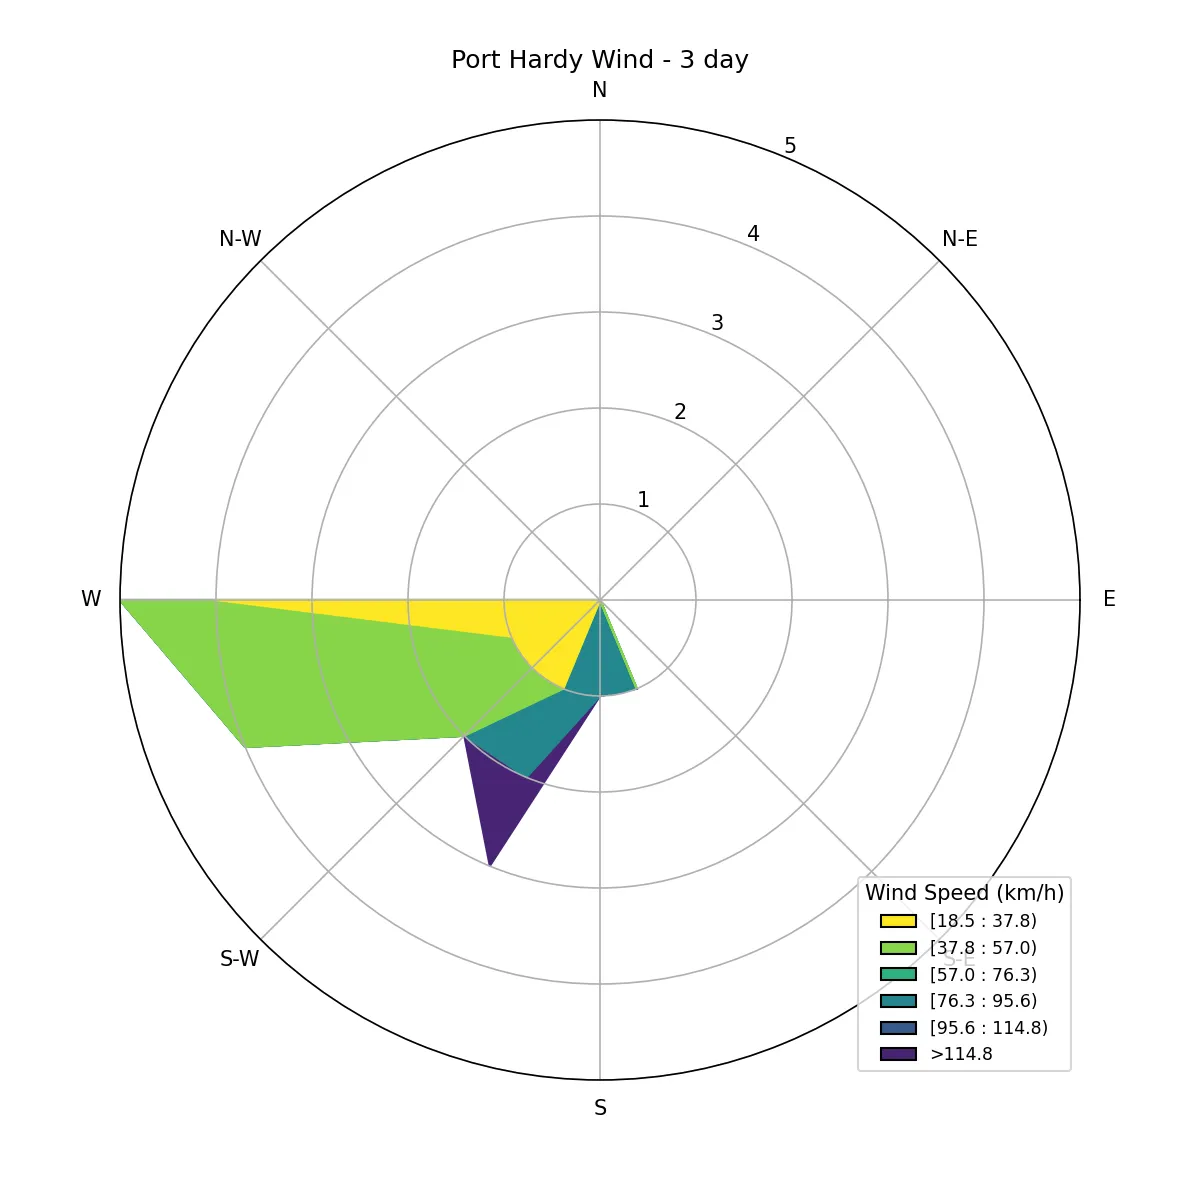 Port Hardy Wind - 3 day
N
5
N-W
N-E
4
3
2
1
W
E
S-W
S-E
S
Wind Speed (km/h)
[18.5 : 37.8)
[37.8 : 57.0)
[57.0 : 76.3)
[76.3 : 95.6)
[95.6 : 114.8)
>114.8